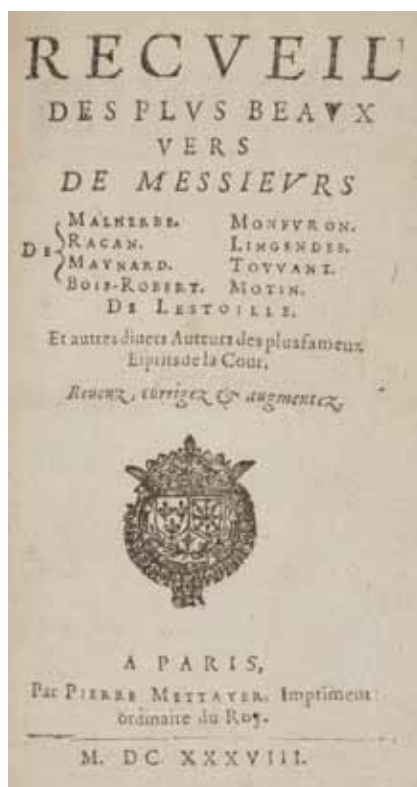 RECVEIL
DES PLVS BEAVX
VERS
DE MESSIEVRS
DE
MALHERBE. MONFVRON.
RACAN. LINGENDES.
MAYNARD. TOVVANT.
BOIS-ROBERT. MOTIN.
DE LESTOILLE.
Et autres diuers Auteurs des plus fameux
Esprits de la Cour.
Reueuz, corrigez & augmentez,
A PARIS,
Par PIERRE METTAYER, Imprimeur
ordinaire du Roy.
M. DC XXXVIII.